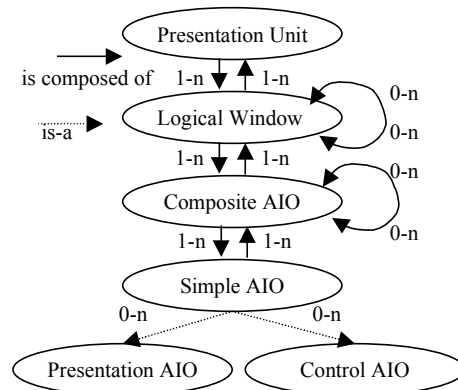 Presentation Unit
is composed of
1-n 1-n
0-n
is-a
Logical Window
0-n
1-n 1-n
0-n
Composite AIO
0-n
1-n 1-n
Simple AIO
0-n 0-n
Presentation AIO Control AIO